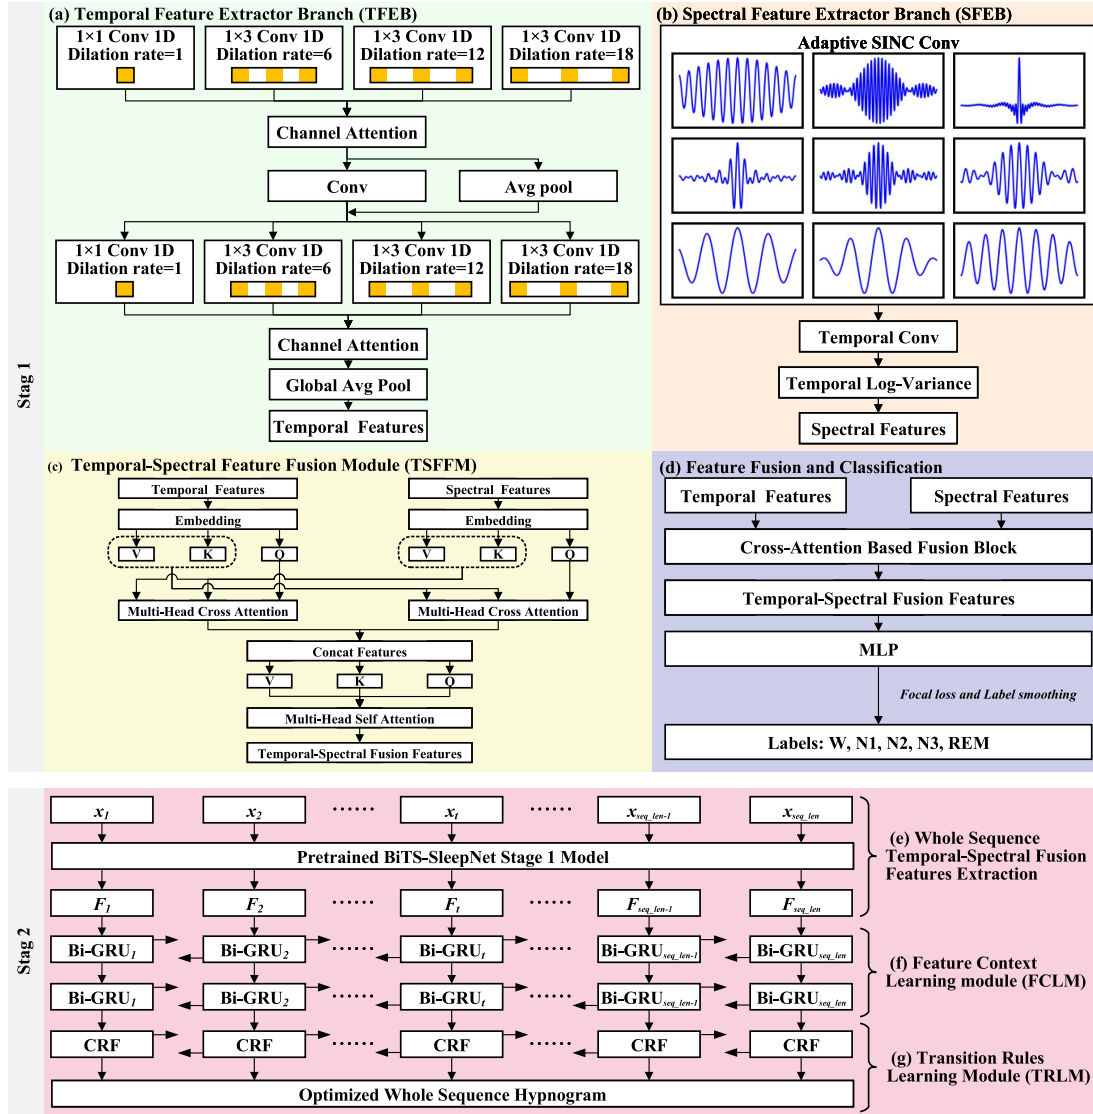 Stag 1
(a) Temporal Feature Extractor Branch (TFEB)
1×1 Conv 1D
Dilation rate=1
1×3 Conv 1D
Dilation rate=6
1×3 Conv 1D
Dilation rate=12
1×3 Conv 1D
Dilation rate=18
Channel Attention
Conv
Avg pool
1×1 Conv 1D
Dilation rate=1
1×3 Conv 1D
Dilation rate=6
1×3 Conv 1D
Dilation rate=12
1×3 Conv 1D
Dilation rate=18
Channel Attention
Global Avg Pool
Temporal Features
(b) Spectral Feature Extractor Branch (SFEB)
Adaptive SINC Conv
Temporal Conv
Temporal Log-Variance
Spectral Features
(c) Temporal-Spectral Feature Fusion Module (TSFFM)
Temporal Features
Spectral Features
Embedding
Embedding
V
K
Q
V
K
Q
Multi-Head Cross Attention
Multi-Head Cross Attention
Concat Features
V
K
Q
Multi-Head Self Attention
Temporal-Spectral Fusion Features
(d) Feature Fusion and Classification
Temporal Features
Spectral Features
Cross-Attention Based Fusion Block
Temporal-Spectral Fusion Features
MLP
Focal loss and Label smoothing
Labels: W, N1, N2, N3, REM
Stag 2
x1 x2 ······ xt ······ xseq_len-1 xseq_len
Pretrained BiTS-SleepNet Stage 1 Model
F1 F2 ······ Ft ······ Fseq_len-1 Fseq_len
Bi-GRU1 Bi-GRU2 ······ Bi-GRUt ······ Bi-GRUseq_len-1 Bi-GRUseq_len
Bi-GRU1 Bi-GRU2 ······ Bi-GRUt ······ Bi-GRUseq_len-1 Bi-GRUseq_len
CRF CRF ······ CRF ······ CRF CRF
Optimized Whole Sequence Hypnogram
(e) Whole Sequence
Temporal-Spectral Fusion
Features Extraction
(f) Feature Context
Learning module (FCLM)
(g) Transition Rules
Learning Module (TRLM)